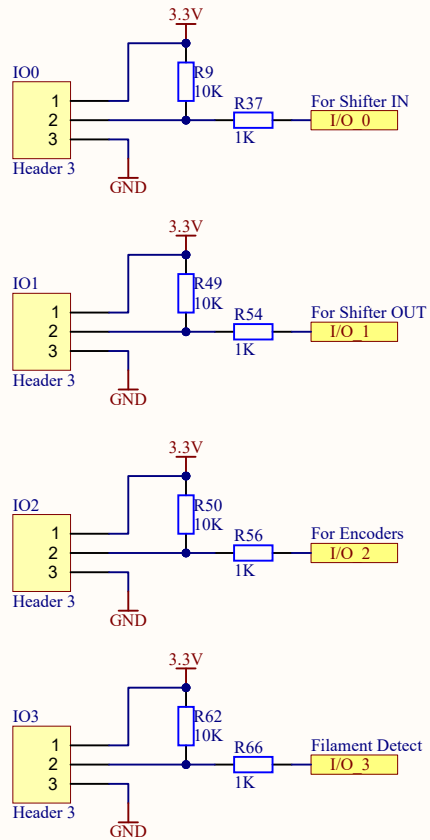 3.3V
IO0
R9
10K
R37
For Shifter IN
1
2
I/O_0
3
1K
Header 3
GND
3.3V
IO1
R49
10K
R54
For Shifter OUT
1
2
I/O_1
3
1K
Header 3
GND
3.3V
IO2
R50
10K
R56
For Encoders
1
2
I/O_2
3
1K
Header 3
GND
3.3V
IO3
R62
10K
R66
Filament Detect
1
2
I/O_3
3
1K
Header 3
GND